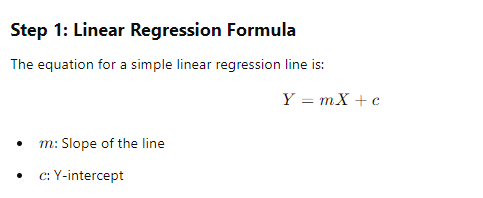 Step 1: Linear Regression Formula
The equation for a simple linear regression line is:
Y = mX + c
• m: Slope of the line
• c: Y-intercept